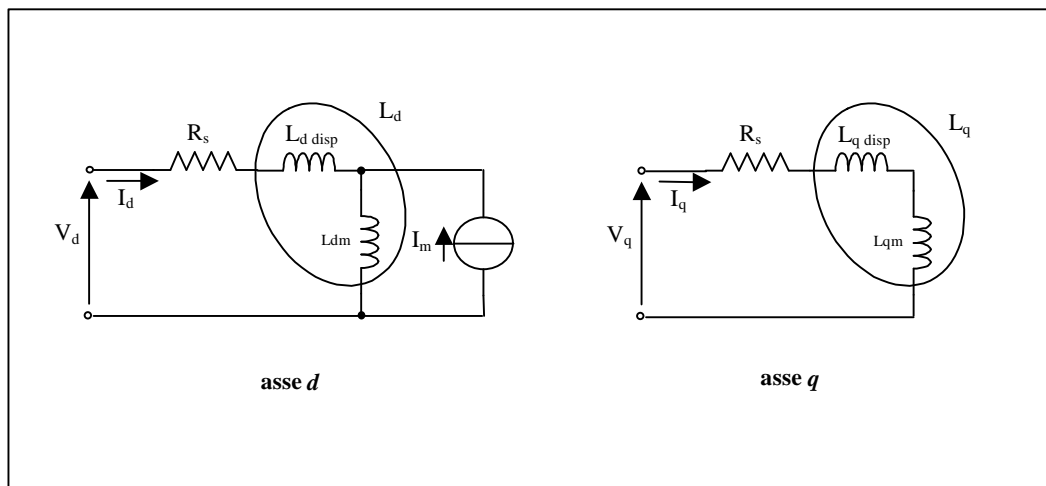 L_d
R_s
L_d disp
I_d
V_d
Ldm
I_m
asse d
L_q
R_s
L_q disp
I_q
V_q
Lqm
asse q